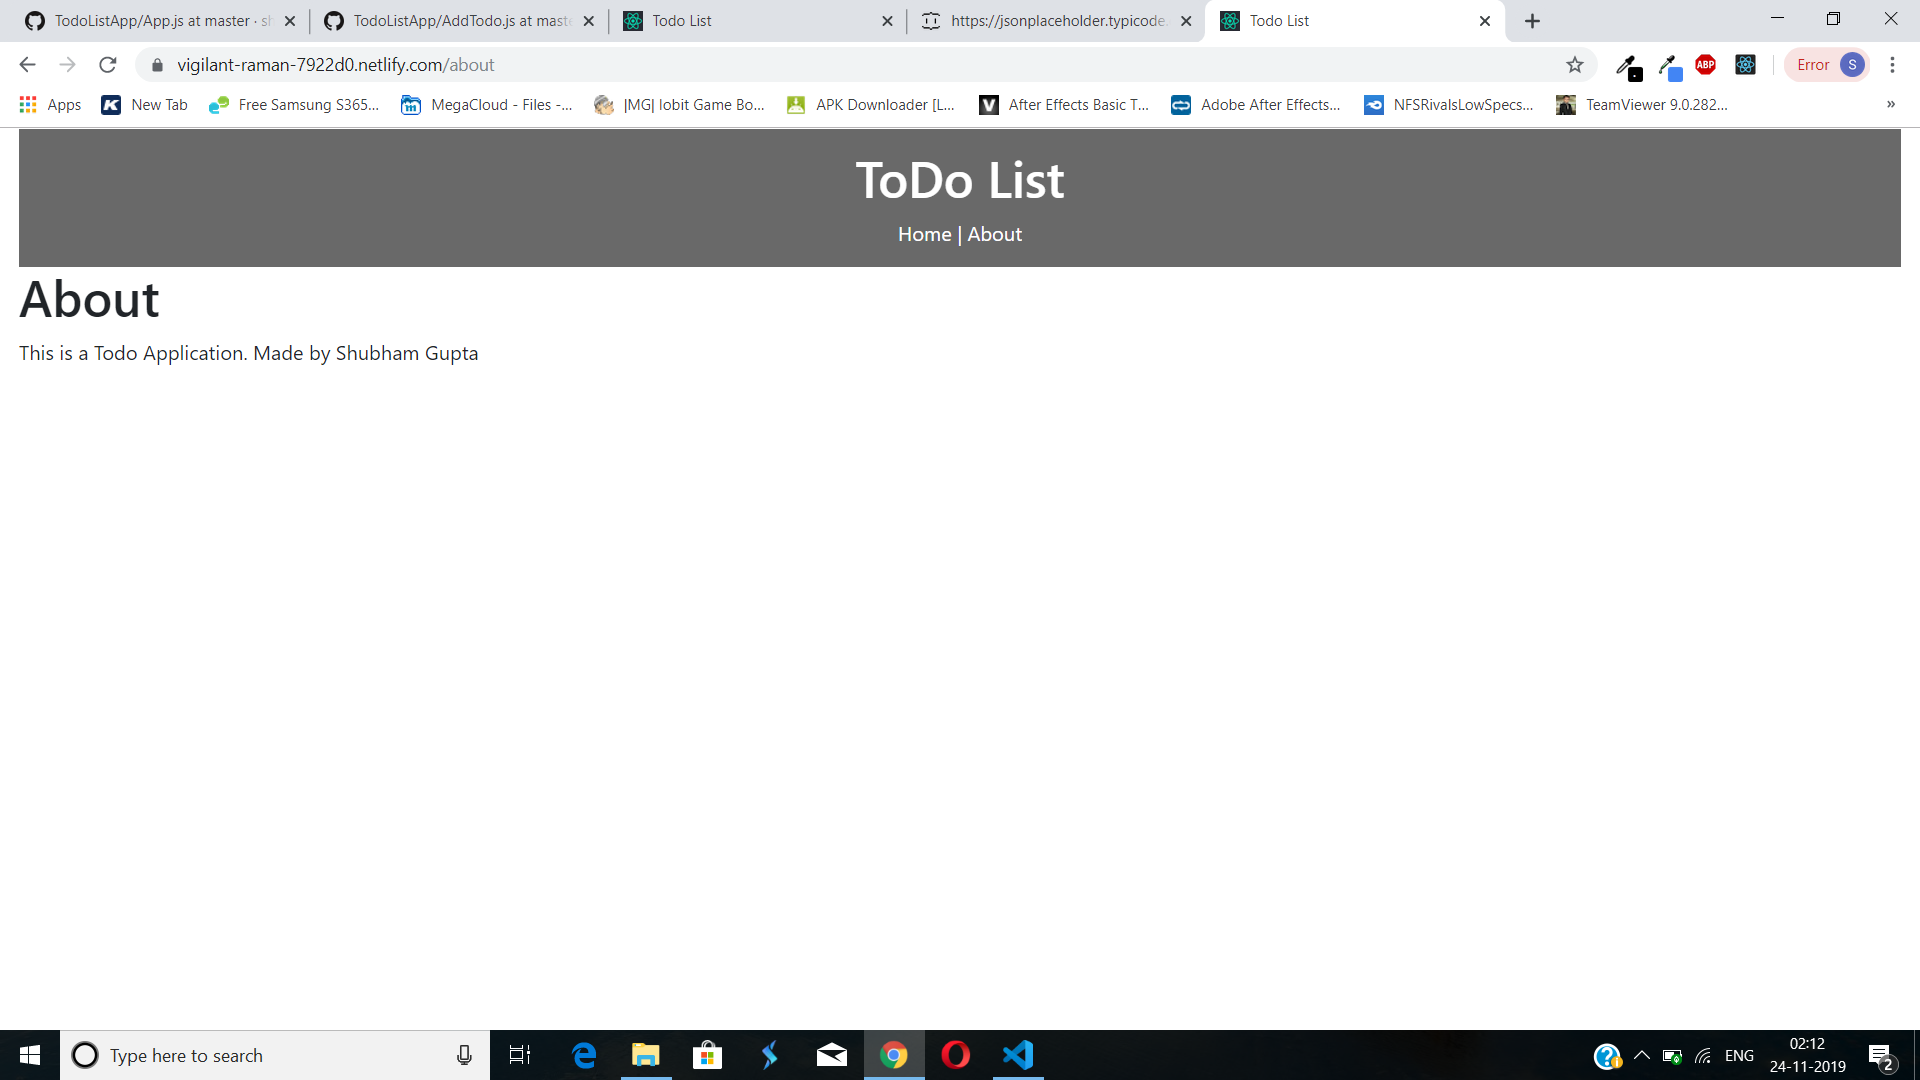 TodoListApp/App.js at master · sh
TodoListApp/AddTodo.js at maste
Todo List
https://jsonplaceholder.typicode.
Todo List
vigilant-raman-7922d0.netlify.com/about
ABP
Error
S
Apps
New Tab
Free Samsung S365...
MegaCloud - Files -...
|MG| Iobit Game Bo...
APK Downloader [L...
After Effects Basic T...
Adobe After Effects...
NFSRivalsLowSpecs...
TeamViewer 9.0.282...
»
ToDo List
Home | About
About
This is a Todo Application. Made by Shubham Gupta
Type here to search
ENG
02:12
24-11-2019
2